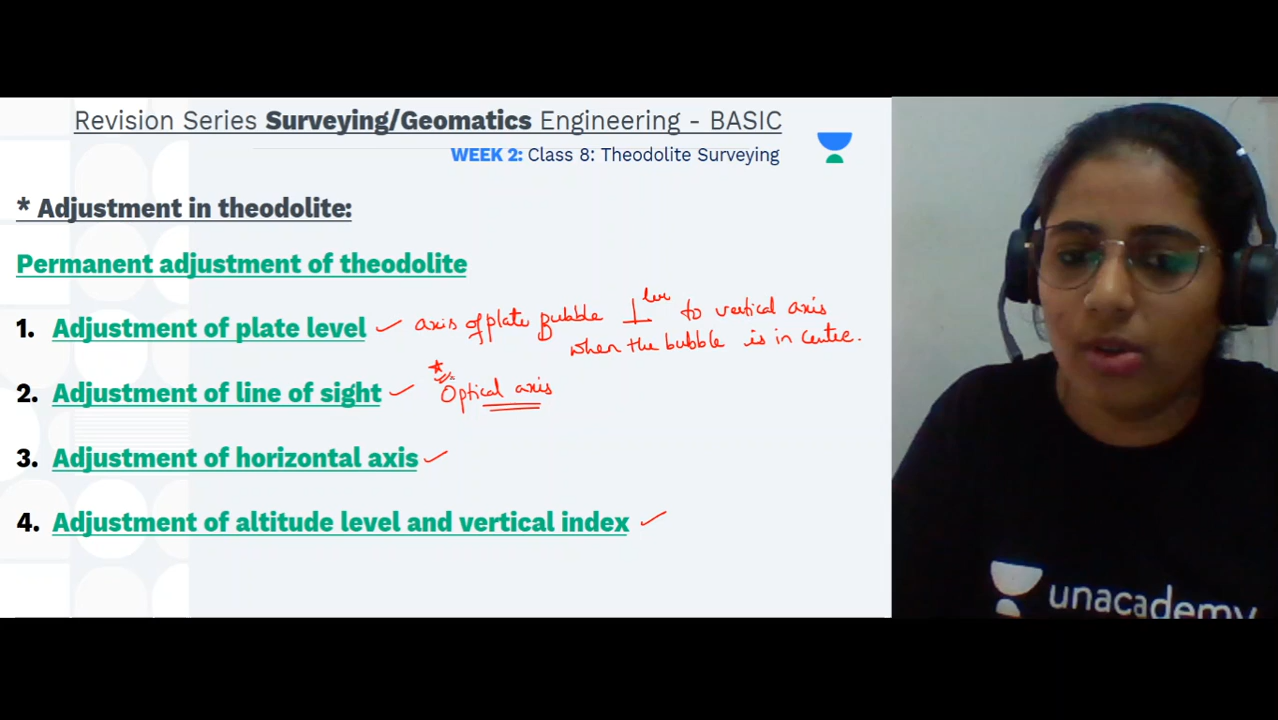 Revision Series Surveying/Geomatics Engineering - BASIC
WEEK 2: Class 8: Theodolite Surveying
* Adjustment in theodolite:
Permanent adjustment of theodolite
1. Adjustment of plate level axis of plate bubble ⊥ to vertical axis
when the bubble is in centre.
2. Adjustment of line of sight Optical axis
3. Adjustment of horizontal axis
4. Adjustment of altitude level and vertical index
unacademy